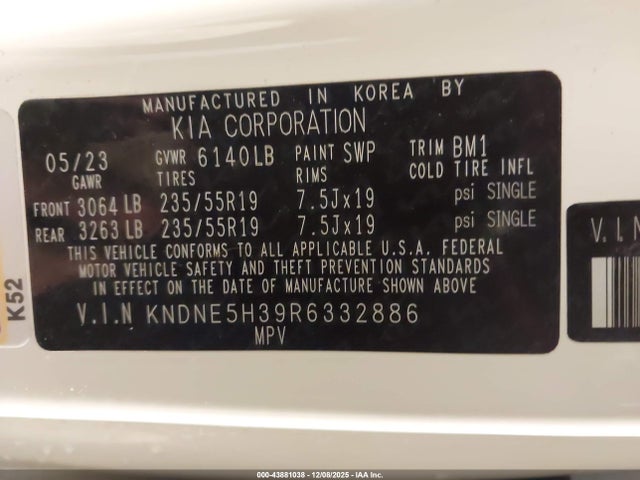 MANUFACTURED IN KOREA BY
KIA CORPORATION
05/23 GVWR 6140LB PAINT SWP TRIM BM1
GAWR TIRES RIMS COLD TIRE INFL
FRONT 3064 LB 235/55R19 7.5Jx19 psi SINGLE
REAR 3263 LB 235/55R19 7.5Jx19 psi SINGLE
THIS VEHICLE CONFORMS TO ALL APPLICABLE U.S.A. FEDERAL
MOTOR VEHICLE SAFETY AND THEFT PREVENTION STANDARDS
IN EFFECT ON THE DATE OF MANUFACTURE SHOWN ABOVE
V.I.N KNDNE5H39R6332886
MPV
K52
V.I.N
000-43881038 - 12/08/2025 - IAA Inc.